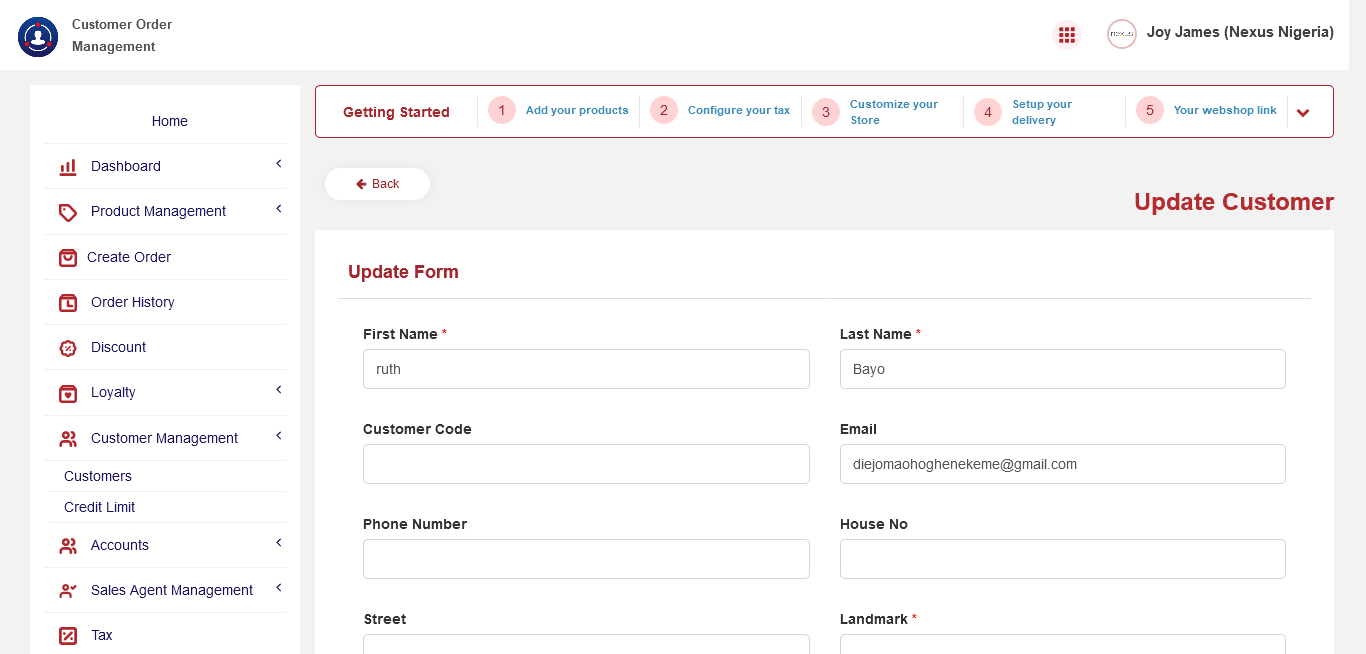 Customer Order
Management
nexus
Joy James (Nexus Nigeria)
Home
Dashboard
Product Management
Create Order
Order History
Discount
Loyalty
Customer Management
Customers
Credit Limit
Accounts
Sales Agent Management
Tax
Getting Started
1 Add your products
2 Configure your tax
3 Customize your
Store
4 Setup your
delivery
5 Your webshop link
Back
Update Customer
Update Form
First Name *
ruth
Last Name *
Bayo
Customer Code
Email
diejomaohoghenekeme@gmail.com
Phone Number
House No
Street
Landmark *